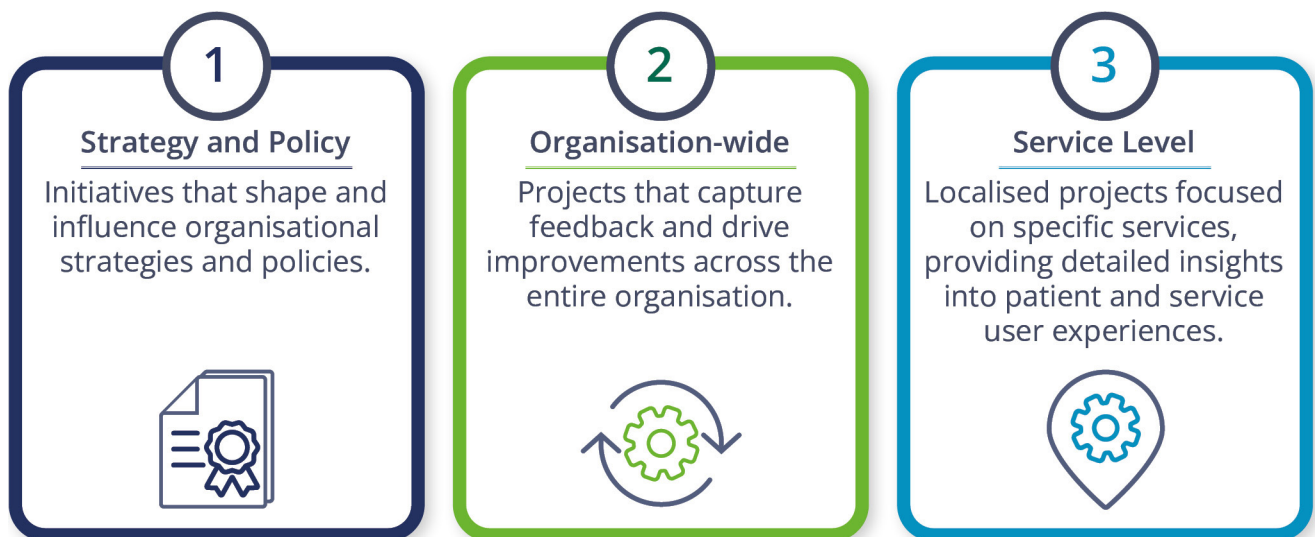 1
Strategy and Policy
Initiatives that shape and
influence organisational
strategies and policies.
2
Organisation-wide
Projects that capture
feedback and drive
improvements across the
entire organisation.
3
Service Level
Localised projects focused
on specific services,
providing detailed insights
into patient and service
user experiences.